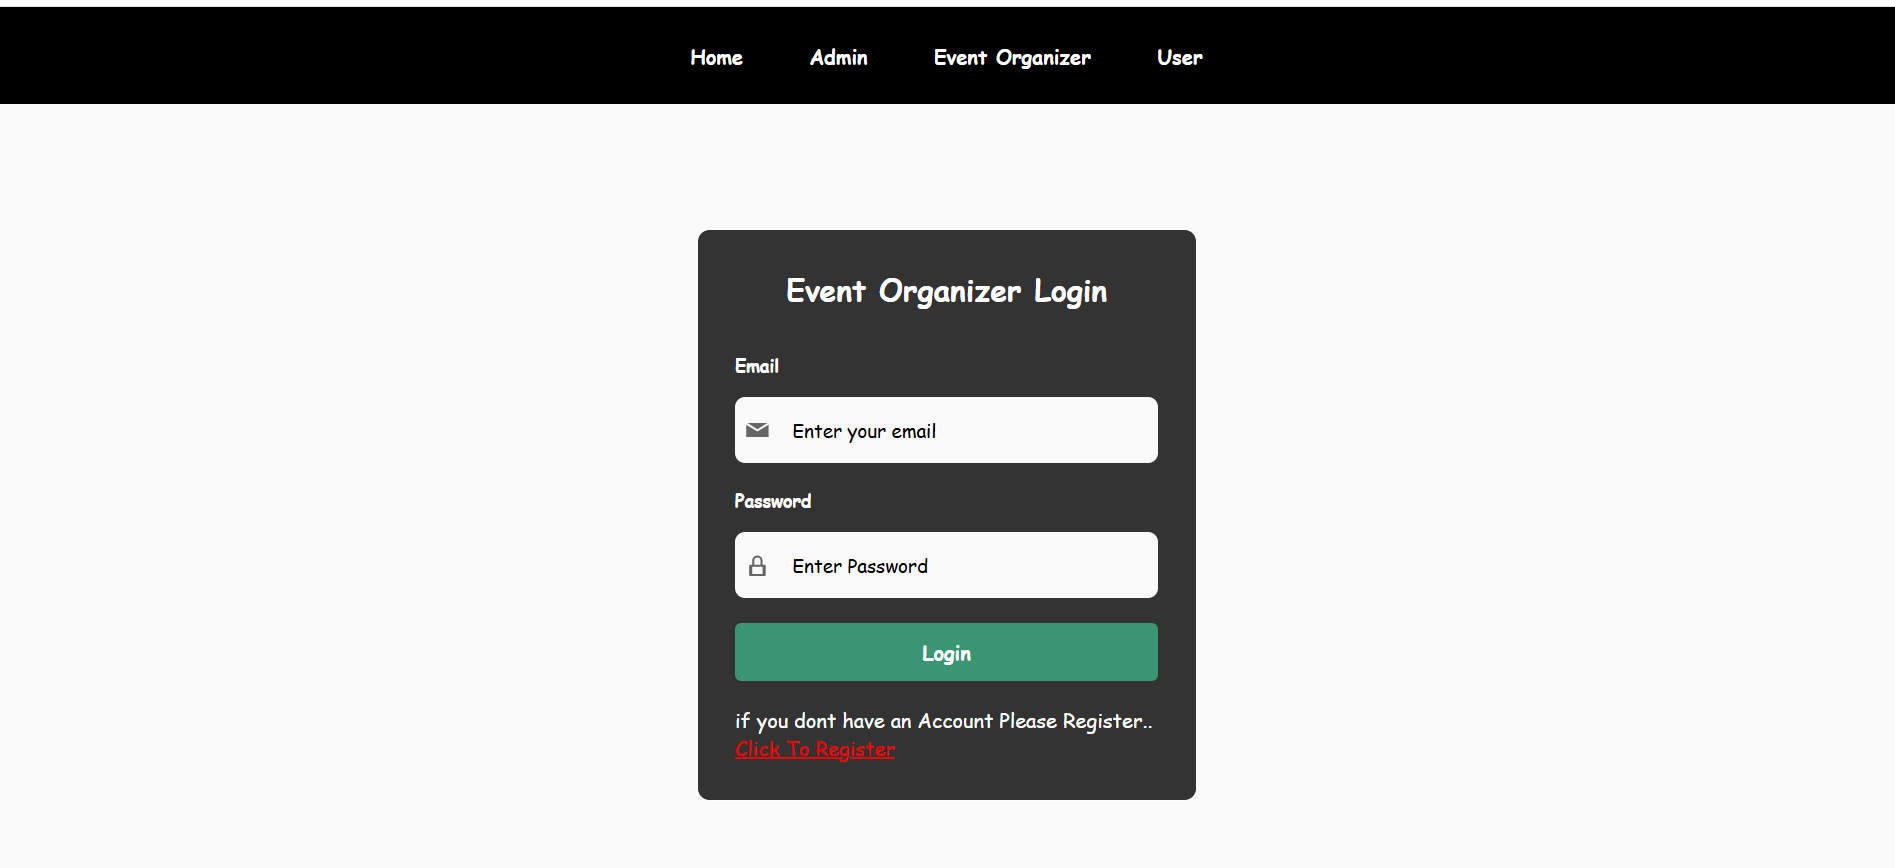 Home Admin Event Organizer User
Event Organizer Login
Email
Enter your email
Password
Enter Password
Login
if you dont have an Account Please Register..
Click To Register